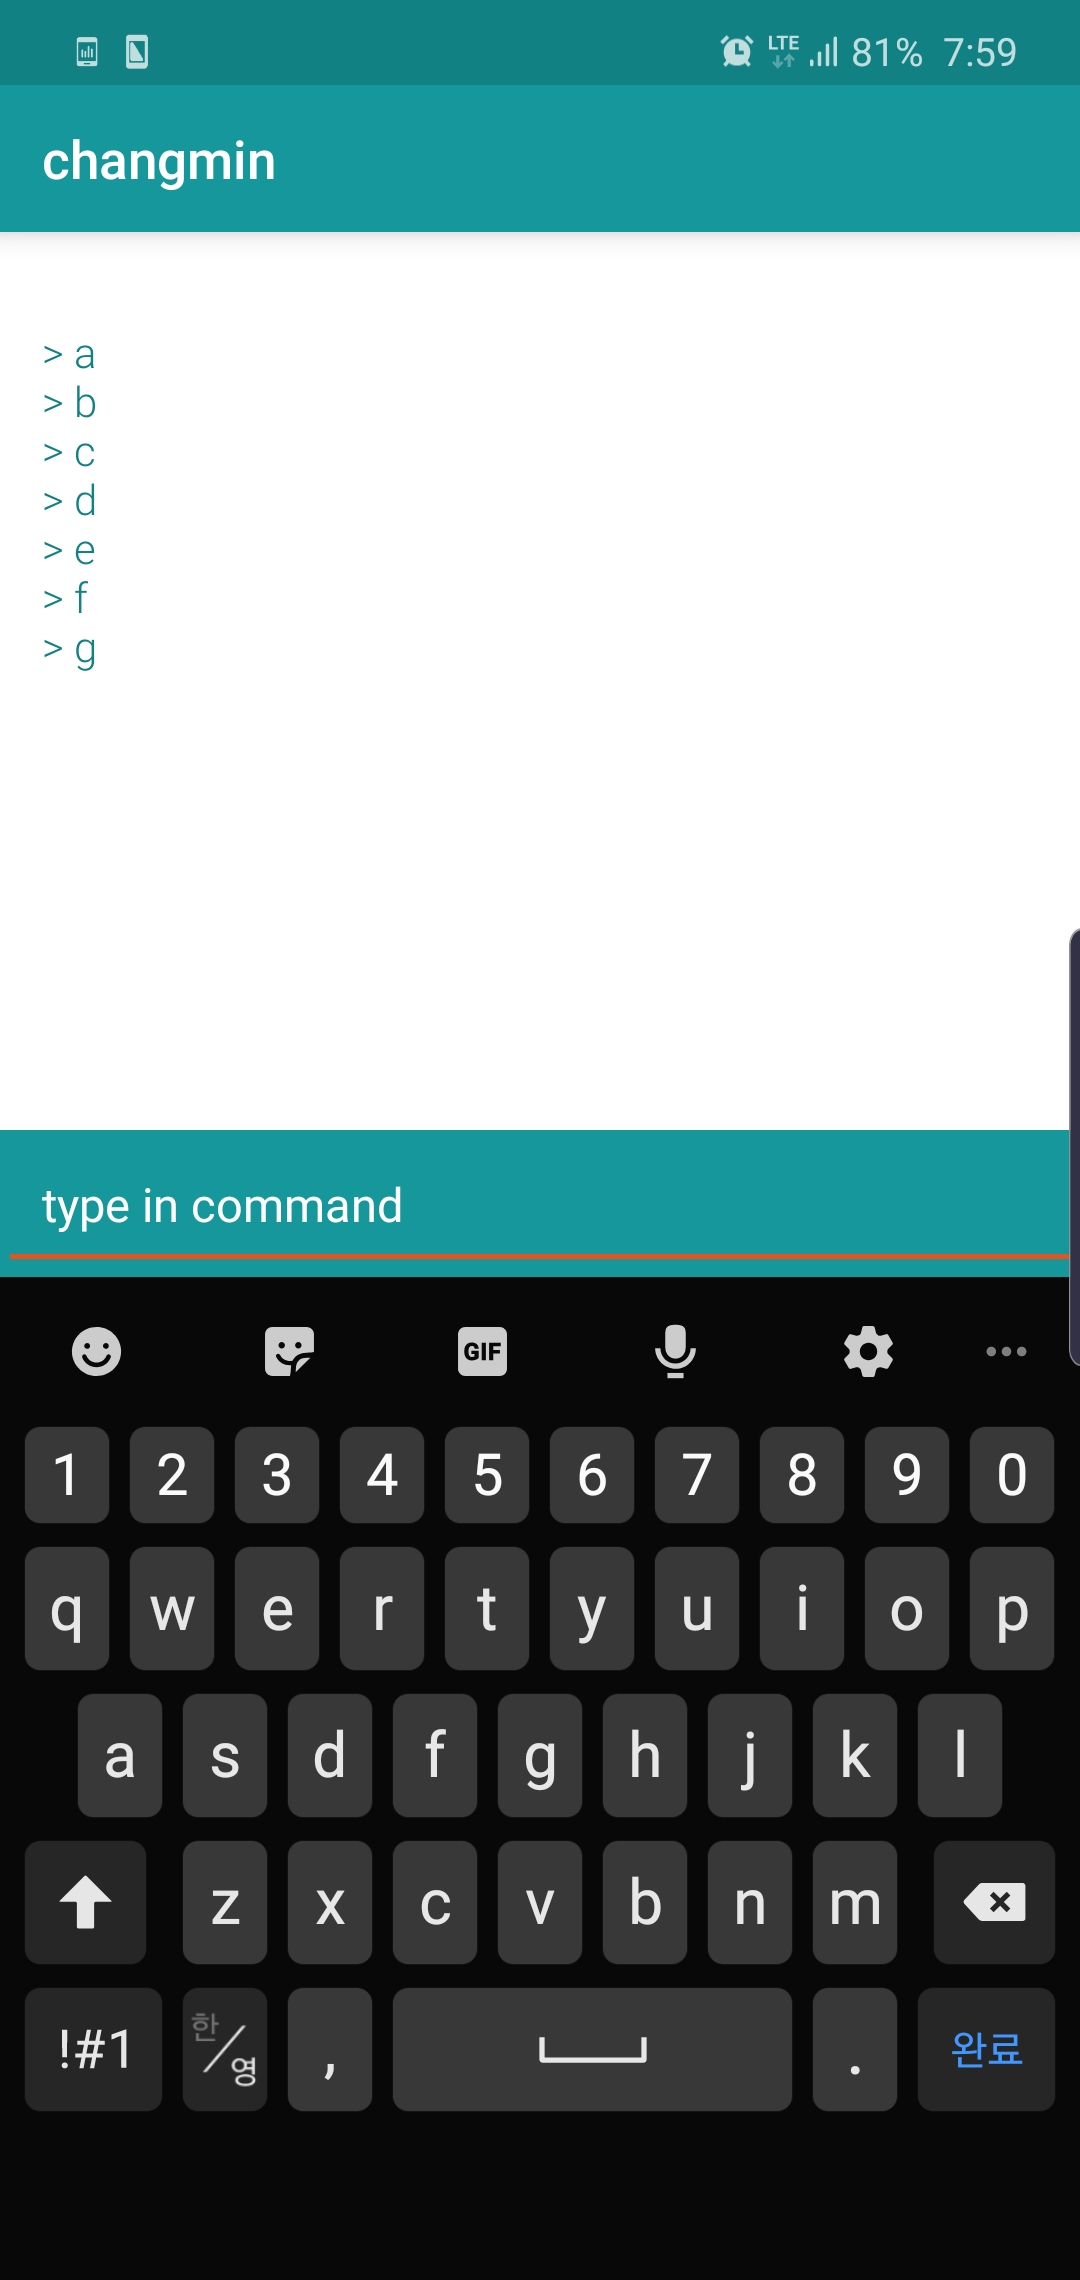 LTE 81% 7:59
changmin
> a
> b
> c
> d
> e
> f
> g
type in command
GIF
1 2 3 4 5 6 7 8 9 0
q w e r t y u i o p
a s d f g h j k l
z x c v b n m
!#1 한/영 , . 완료